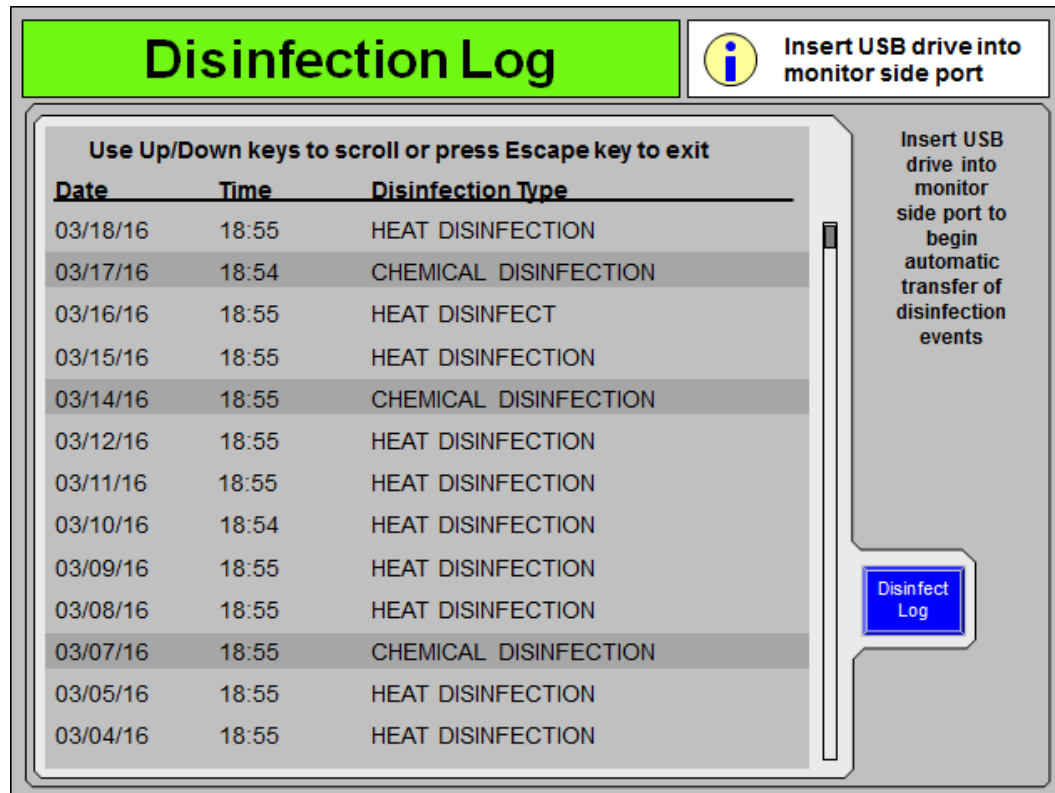 Disinfection Log
i
Insert USB drive into
monitor side port
Use Up/Down keys to scroll or press Escape key to exit
Date Time Disinfection Type
03/18/16 18:55 HEAT DISINFECTION
03/17/16 18:54 CHEMICAL DISINFECTION
03/16/16 18:55 HEAT DISINFECT
03/15/16 18:55 HEAT DISINFECTION
03/14/16 18:55 CHEMICAL DISINFECTION
03/12/16 18:55 HEAT DISINFECTION
03/11/16 18:55 HEAT DISINFECTION
03/10/16 18:54 HEAT DISINFECTION
03/09/16 18:55 HEAT DISINFECTION
03/08/16 18:55 HEAT DISINFECTION
03/07/16 18:55 CHEMICAL DISINFECTION
03/05/16 18:55 HEAT DISINFECTION
03/04/16 18:55 HEAT DISINFECTION
Insert USB
drive into
monitor
side port to
begin
automatic
transfer of
disinfection
events
Disinfect
Log